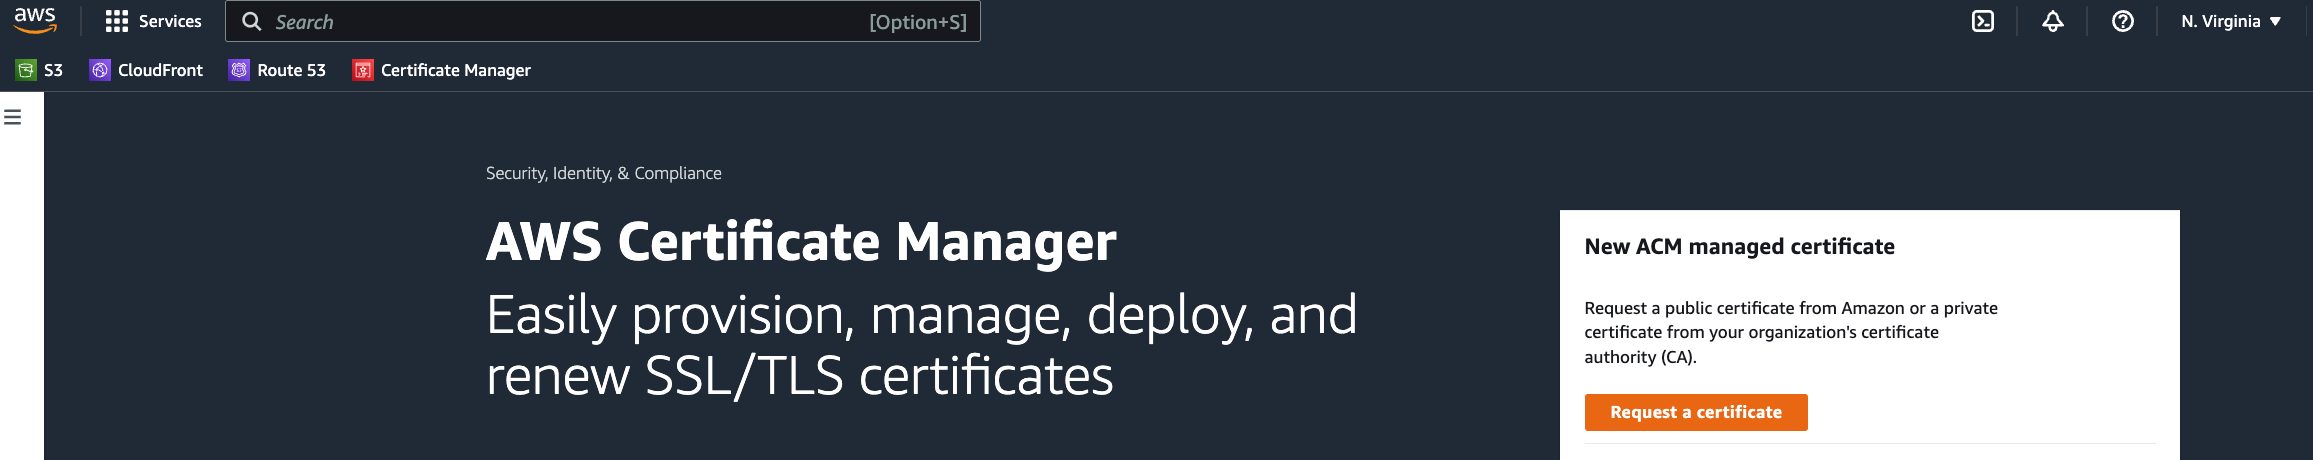 aws Services Search [Option+S] N. Virginia
S3 CloudFront Route 53 Certificate Manager
Security, Identity, & Compliance
AWS Certificate Manager
Easily provision, manage, deploy, and
renew SSL/TLS certificates
New ACM managed certificate
Request a public certificate from Amazon or a private
certificate from your organization's certificate
authority (CA).
Request a certificate